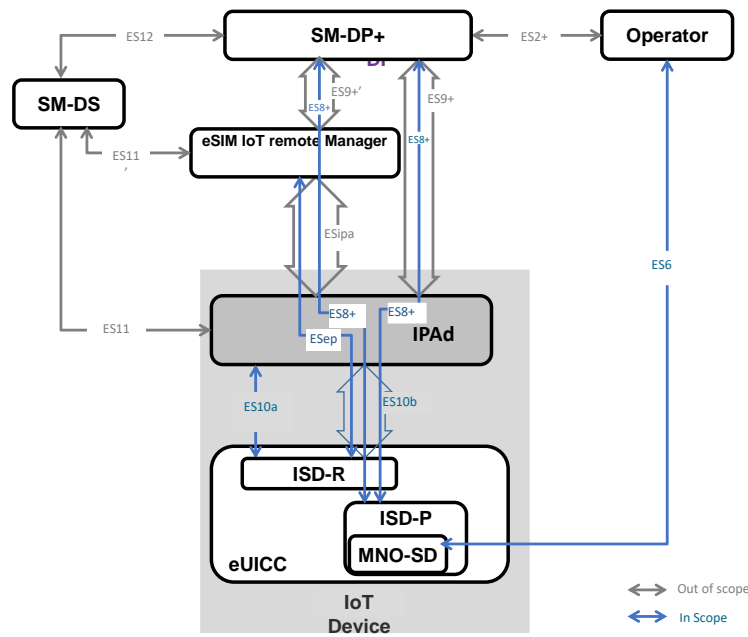 SM-DP+
DP
Operator
ES12
ES2+
SM-DS
ES9+'
ES9+
ES8+
ES8+
eSIM IoT remote Manager
ES11
'
ESipa
ES6
ES11
ES8+
ES8+
IPAd
ESep
ES10a
ES10b
ISD-R
ISD-P
MNO-SD
eUICC
IoT
Device
Out of scope
In Scope